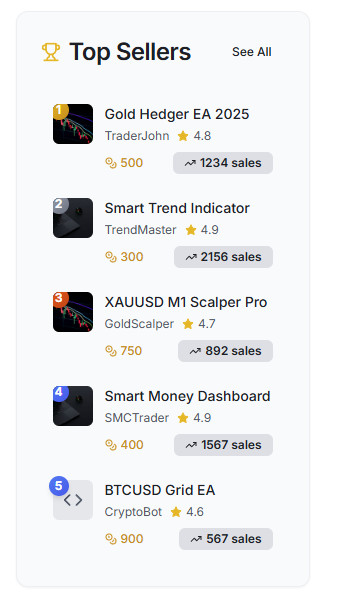 Top Sellers
See All
1
Gold Hedger EA 2025
TraderJohn 4.8
500
1234 sales
2
Smart Trend Indicator
TrendMaster 4.9
300
2156 sales
3
XAUUSD M1 Scalper Pro
GoldScalper 4.7
750
892 sales
4
Smart Money Dashboard
SMCTrader 4.9
400
1567 sales
5
BTCUSD Grid EA
CryptoBot 4.6
900
567 sales